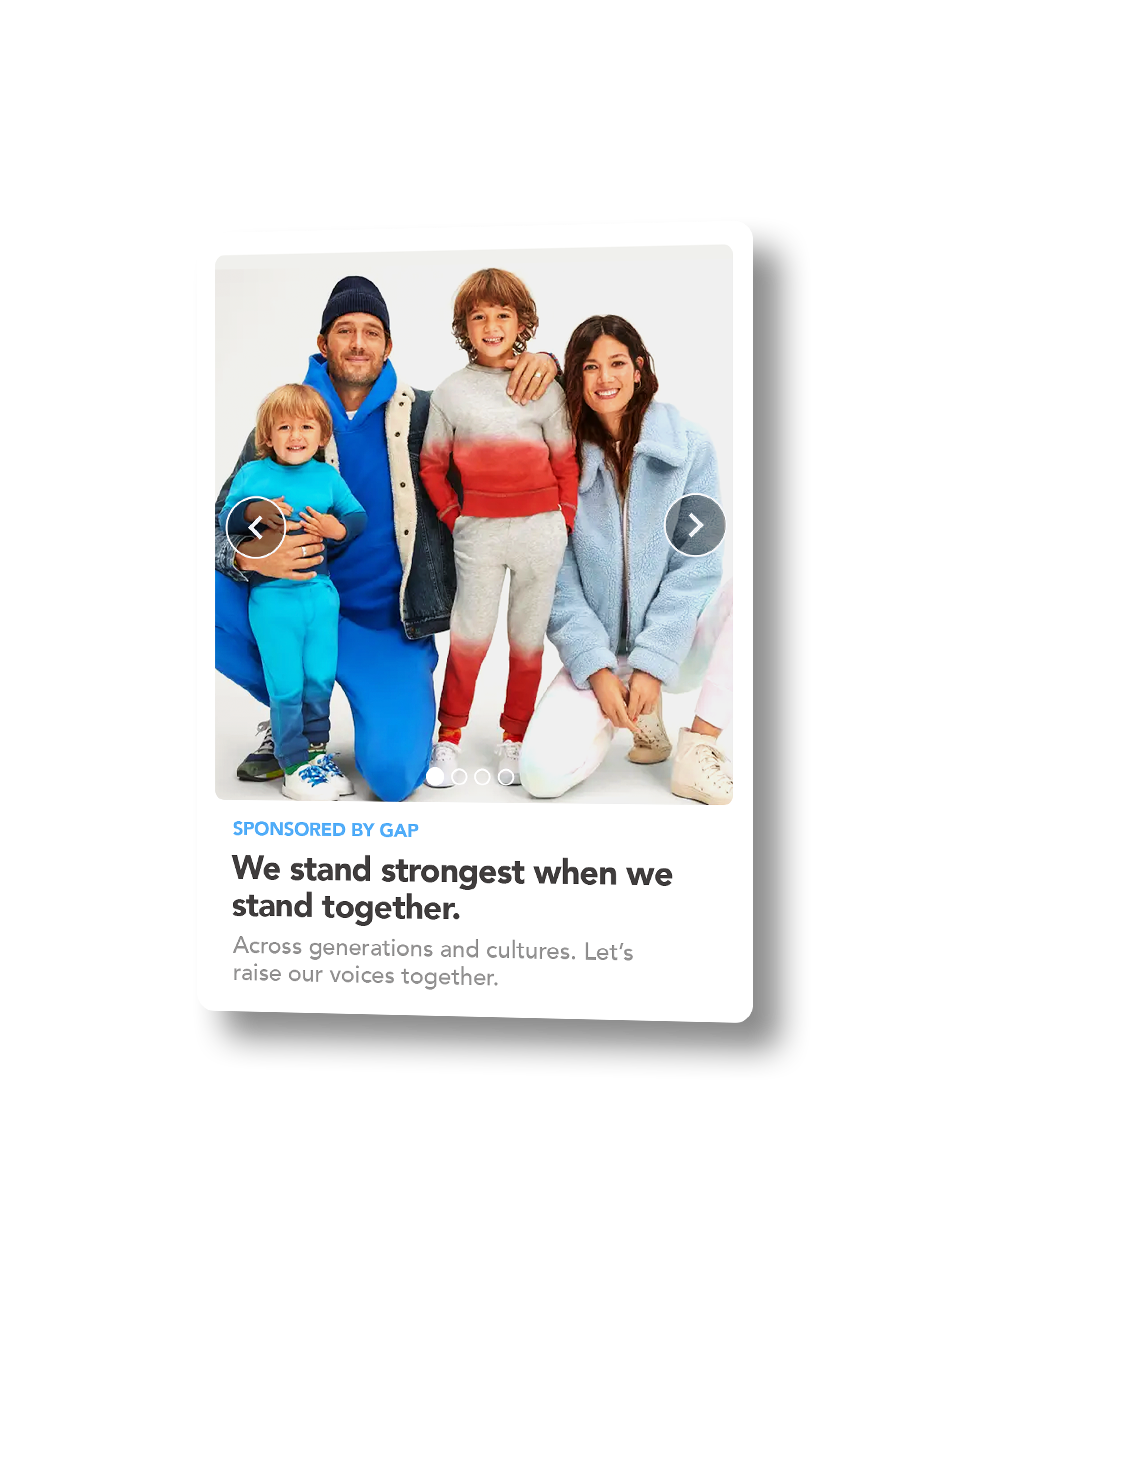 SPONSORED BY GAP
We stand strongest when we
stand together.
Across generations and cultures. Let’s
raise our voices together.